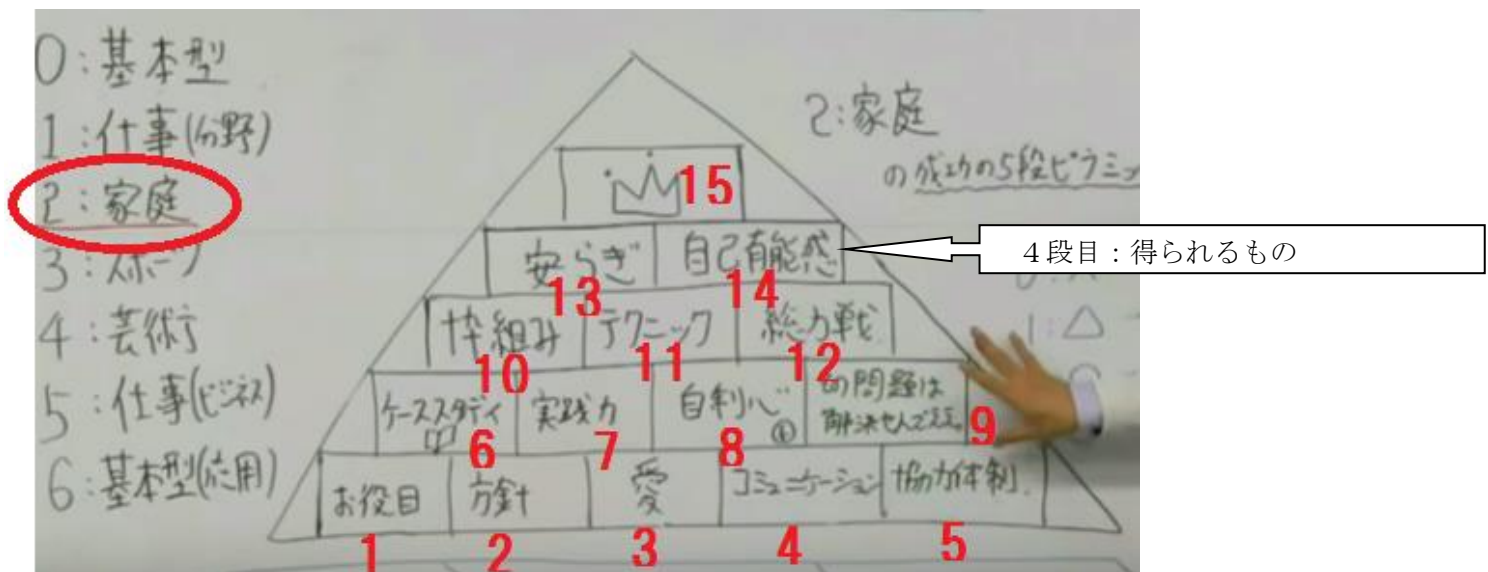 0:基本型
1:仕事(分野)
2:家庭
3:スポーツ
4:芸術
5:仕事(ビジネス)
6:基本型(応用)
2:家庭
の成功の5段ピラミッ
4段目:得られるもの
1:△
15
安らぎ 自己有能感
13 14
枠組み テクニック 総力戦
10 11 12
ケーススタディ 実践力 自利心 問題は
解決せんでええ。
6 7 8 9
お役目 方針 愛 コミュニケーション 協力体制
1 2 3 4 5